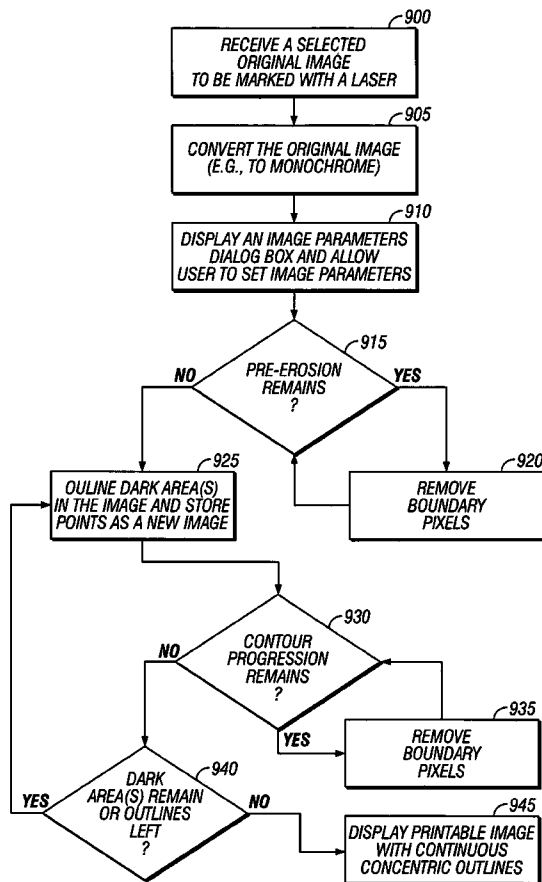 900
RECEIVE A SELECTED
ORIGINAL IMAGE
TO BE MARKED WITH A LASER
905
CONVERT THE ORIGINAL IMAGE
(E.G., TO MONOCHROME)
910
DISPLAY AN IMAGE PARAMETERS
DIALOG BOX AND ALLOW
USER TO SET IMAGE PARAMETERS
915
PRE-EROSION
REMAINS
?
NO
YES
920
REMOVE
BOUNDARY
PIXELS
925
OULINE DARK AREA(S)
IN THE IMAGE AND STORE
POINTS AS A NEW IMAGE
930
CONTOUR
PROGRESSION
REMAINS
?
NO
YES
935
REMOVE
BOUNDARY
PIXELS
940
DARK
AREA(S) REMAIN
OR OUTLINES
LEFT
?
YES
NO
945
DISPLAY PRINTABLE IMAGE
WITH CONTINUOUS
CONCENTRIC OUTLINES